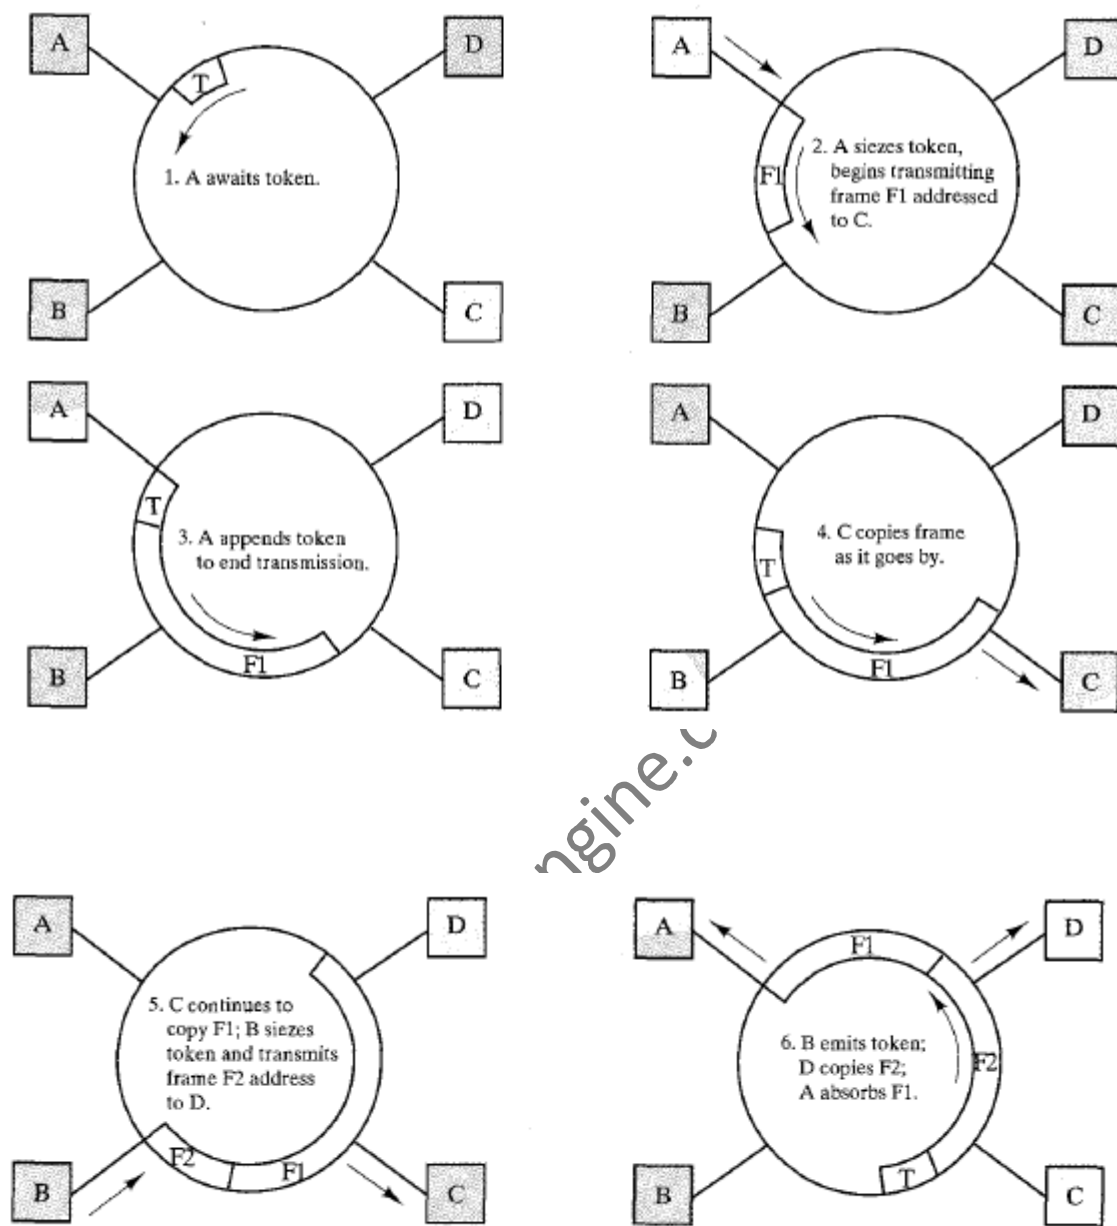 A
D
T
1. A awaits token.
B
C
A
D
F1
2. A siezes token,
begins transmitting
frame F1 addressed
to C.
B
C
A
D
T
3. A appends token
to end transmission.
F1
B
C
A
D
4. C copies frame
as it goes by.
T
F1
B
C
ngine.c
A
D
5. C continues to
copy F1; B siezes
token and transmits
frame F2 address
to D.
F2
F1
B
C
A
D
F1
6. B emits token;
D copies F2;
A absorbs F1.
F2
T
B
C